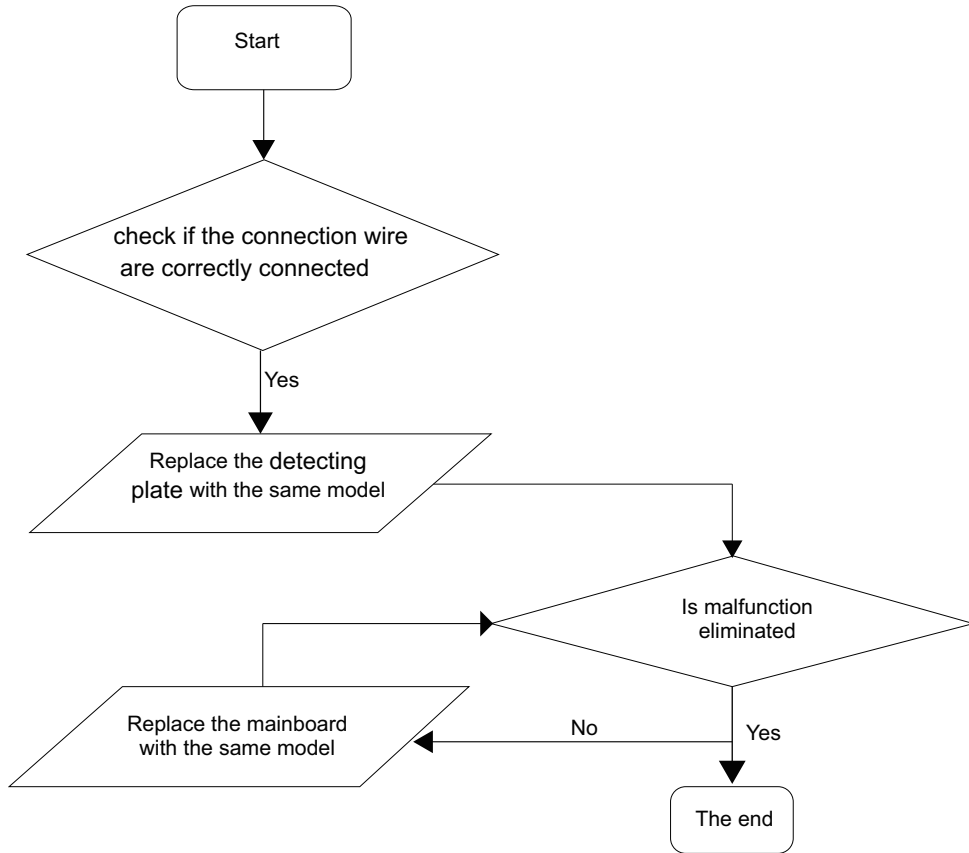 Start
check if the connection wire
are correctly connected
Yes
Replace the detecting
plate with the same model
Is malfunction
eliminated
Replace the mainboard
with the same model
No
Yes
The end